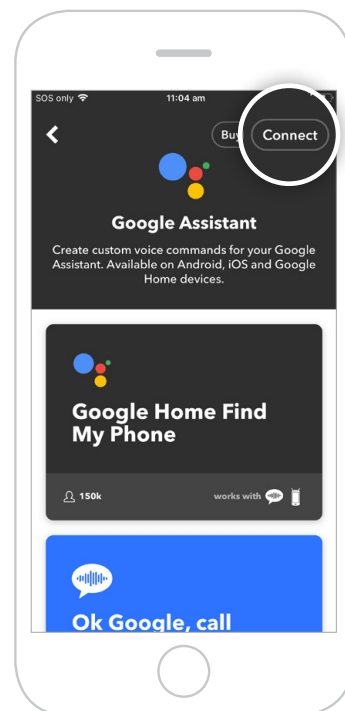 SOS only
11:04 am
Connect
Google Assistant
Create custom voice commands for your Google
Assistant. Available on Android, iOS and Google
Home devices.
Google Home Find
My Phone
150k
works with
Ok Google, call